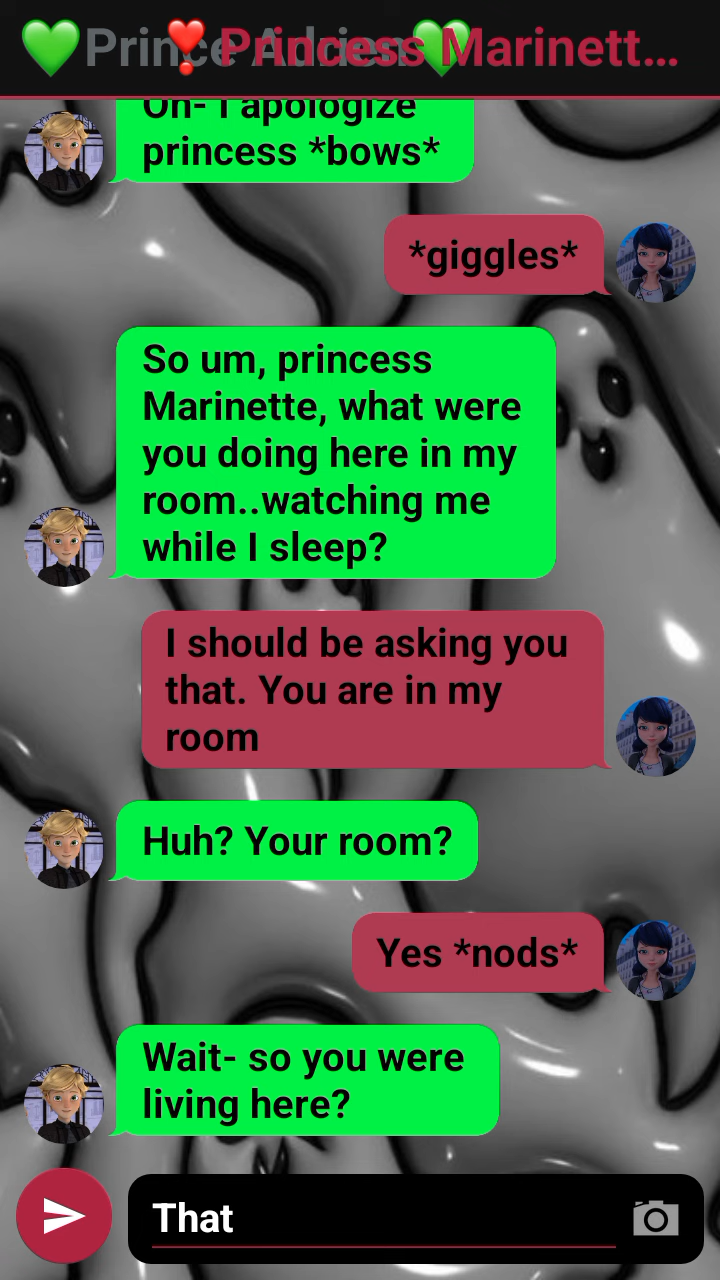 💚Prince Adrien💚
❣️Princess Marinett...
Oh- I apologize
princess *bows*
*giggles*
So um, princess
Marinette, what were
you doing here in my
room..watching me
while I sleep?
I should be asking you
that. You are in my
room
Huh? Your room?
Yes *nods*
Wait- so you were
living here?
That